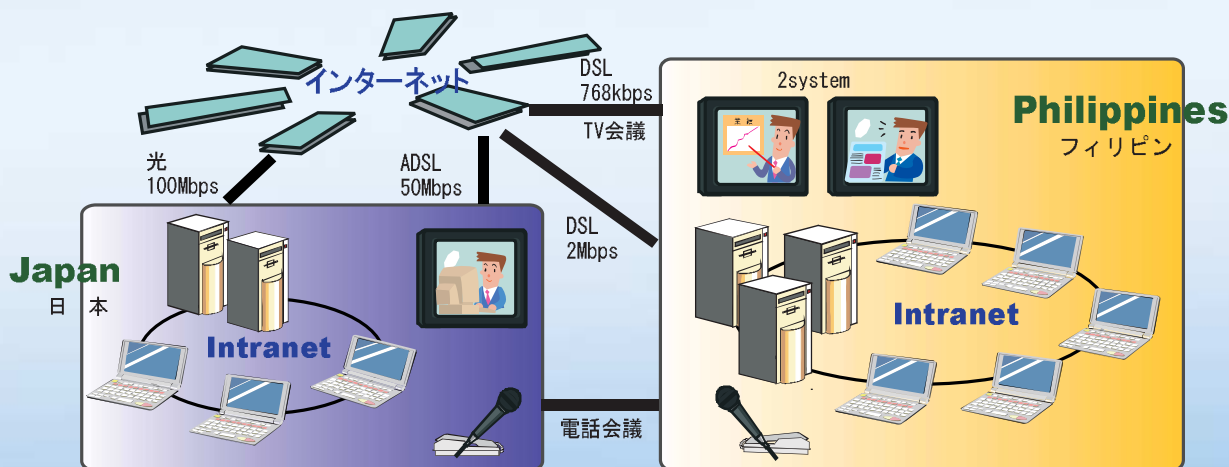 インターネット
DSL
768kbps
TV会議
2system
Philippines
フィリピン
光
100Mbps
ADSL
50Mbps
DSL
2Mbps
Japan
日 本
Intranet
Intranet
電話会議